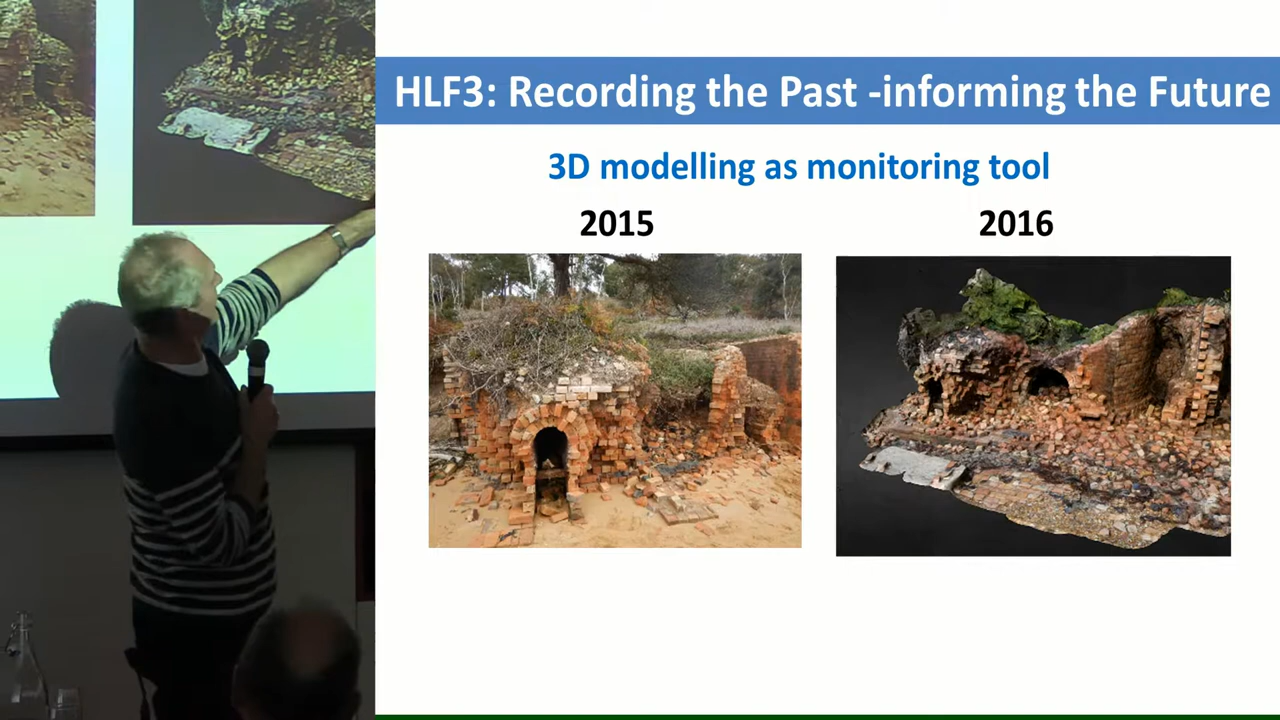 HLF3: Recording the Past -informing the Future
3D modelling as monitoring tool
2015
2016